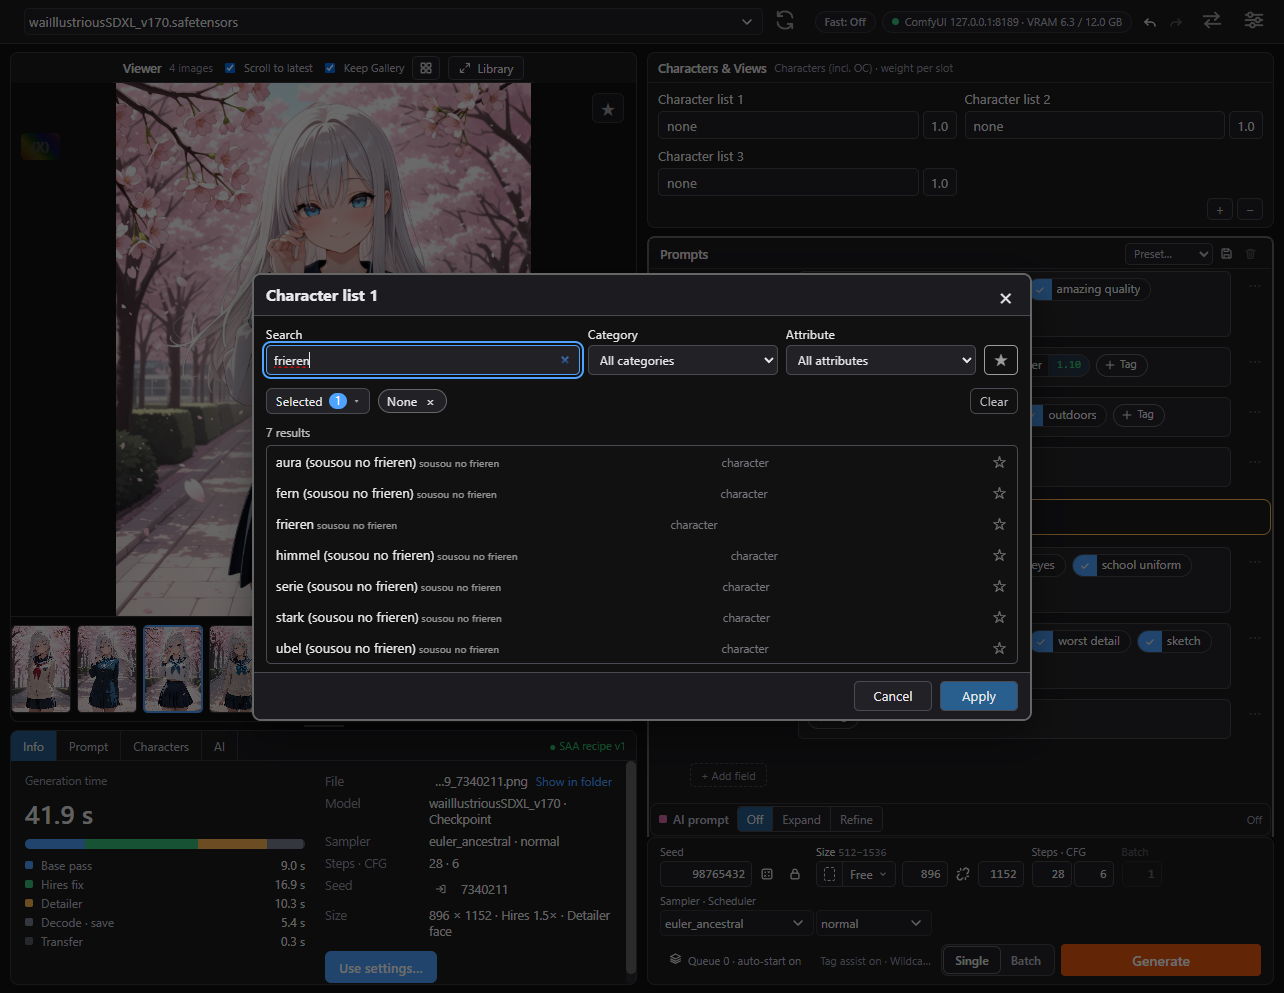 waiIllustriousSDXL_v170.safetensors
Fast: Off
ComfyUI 127.0.0.1:8189 · VRAM 6.3 / 12.0 GB
Viewer 4 images Scroll to latest Keep Gallery Library
Characters & Views Characters (incl. OC) · weight per slot
Character list 1
none 1.0
Character list 2
none 1.0
Character list 3
none 1.0
+ −
Prompts Preset...
amazing quality
er 1.10 + Tag
outdoors + Tag
eyes school uniform
worst detail sketch
+ Add field
AI prompt Off Expand Refine Off
Character list 1
Search Category Attribute
frieren All categories All attributes
Selected 1 None × Clear
7 results
aura (sousou no frieren) sousou no frieren character
fern (sousou no frieren) sousou no frieren character
frieren sousou no frieren character
himmel (sousou no frieren) sousou no frieren character
serie (sousou no frieren) sousou no frieren character
stark (sousou no frieren) sousou no frieren character
ubel (sousou no frieren) sousou no frieren character
Cancel Apply
Info Prompt Characters AI SAA recipe v1
Generation time
41.9 s
Base pass 9.0 s
Hires fix 16.9 s
Detailer 10.3 s
Decode · save 5.4 s
Transfer 0.3 s
File ...9_7340211.png Show in folder
Model waiIllustriousSDXL_v170 ·
Checkpoint
Sampler euler_ancestral · normal
Steps · CFG 28 · 6
Seed 7340211
Size 896 × 1152 · Hires 1.5× · Detailer
face
Use settings...
Seed Size 512–1536 Steps · CFG Batch
98765432 Free 896 1152 28 6 1
Sampler · Scheduler
euler_ancestral normal
Queue 0 · auto-start on Tag assist on · Wildca... Single Batch Generate